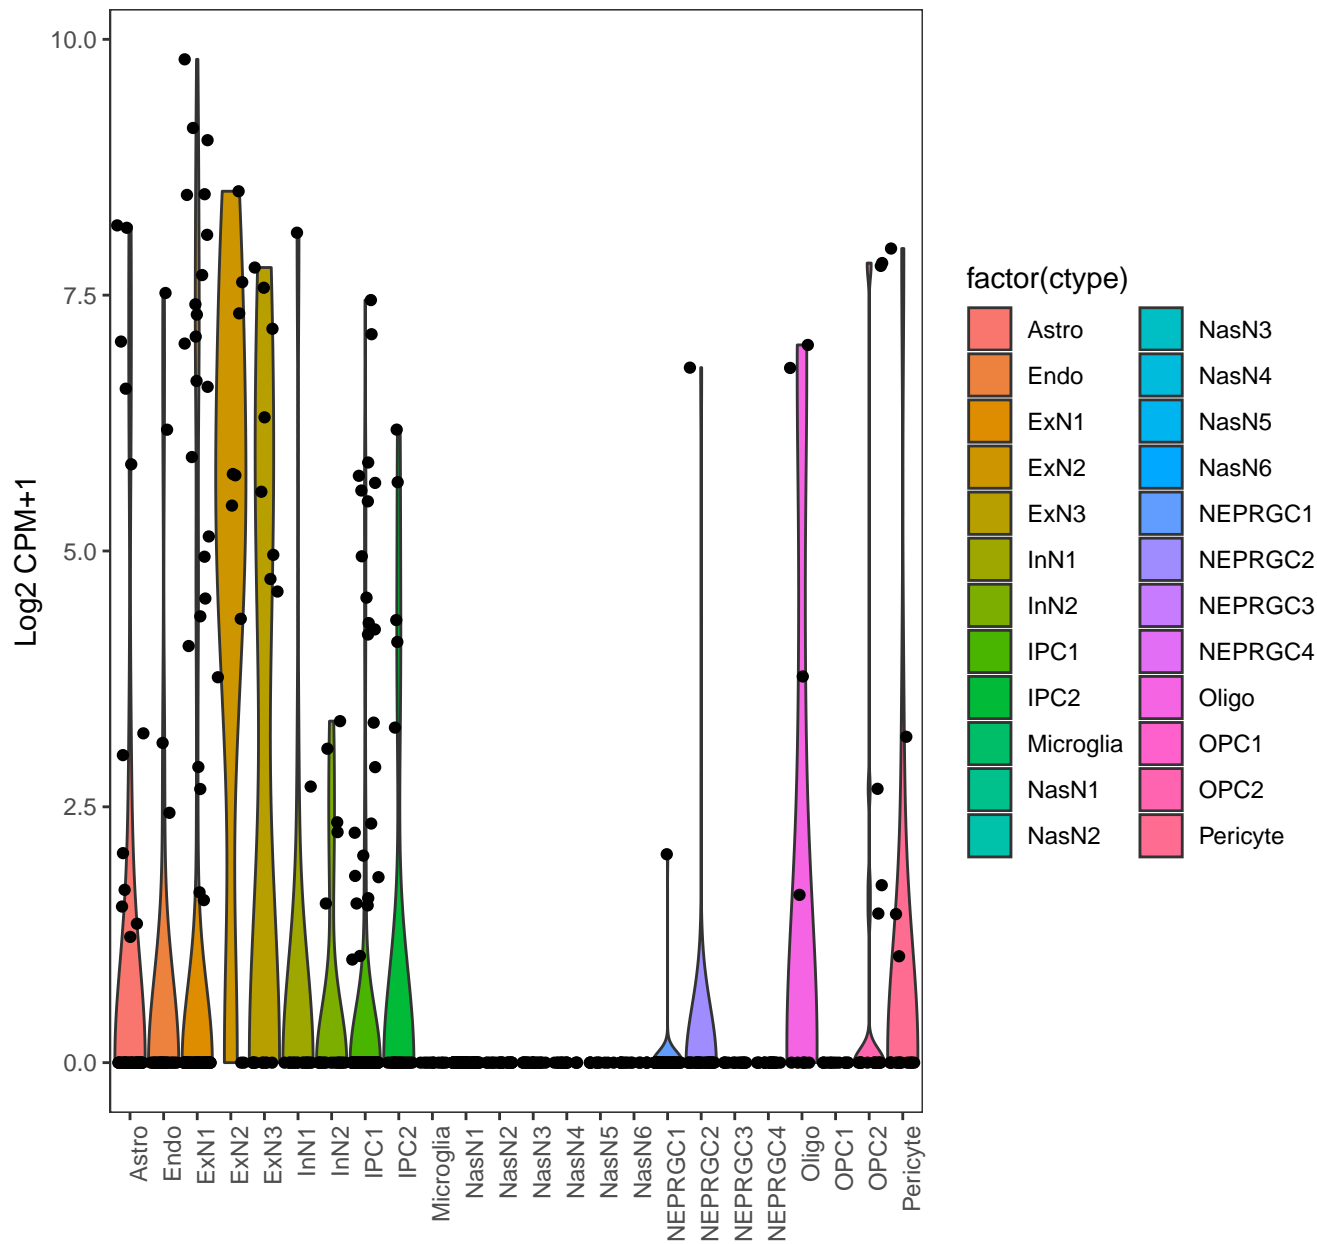 10.0
7.5
5.0
2.5
0.0
Log2 CPM+1
Astro
Endo
ExN1
ExN2
ExN3
InN1
InN2
IPC1
IPC2
Microglia
NasN1
NasN2
NasN3
NasN4
NasN5
NasN6
NEPRGC1
NEPRGC2
NEPRGC3
NEPRGC4
Oligo
OPC1
OPC2
Pericyte
factor(ctype)
Astro
Endo
ExN1
ExN2
ExN3
InN1
InN2
IPC1
IPC2
Microglia
NasN1
NasN2
NasN3
NasN4
NasN5
NasN6
NEPRGC1
NEPRGC2
NEPRGC3
NEPRGC4
Oligo
OPC1
OPC2
Pericyte